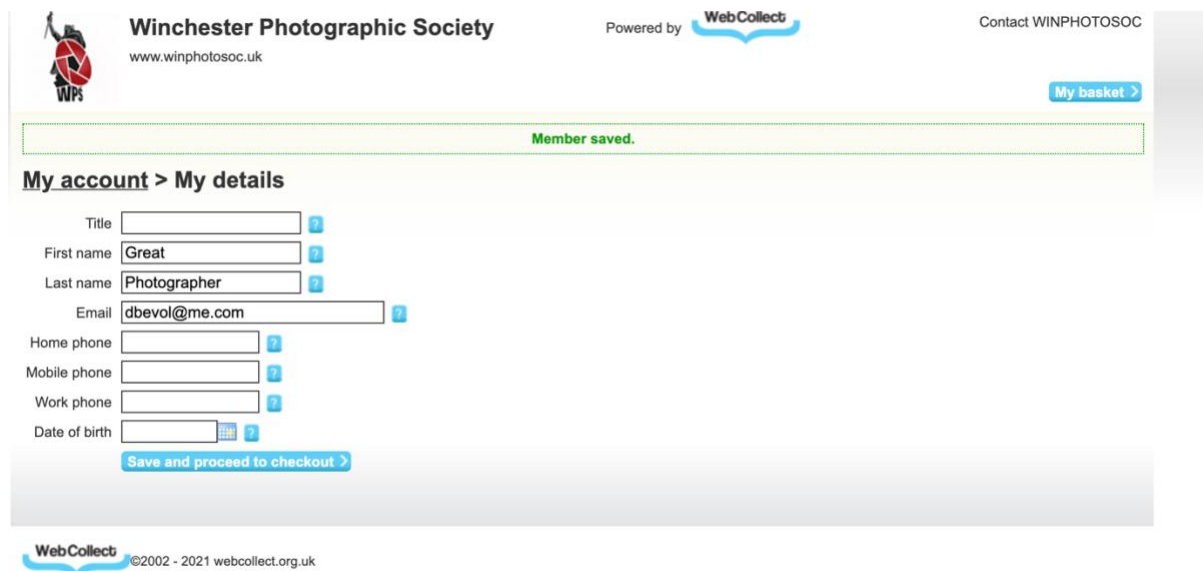 Winchester Photographic Society
www.winphotosoc.uk
WPS
Powered by WebCollect
Contact WINPHOTOSOC
My basket >
Member saved.
My account > My details
Title ?
First name Great ?
Last name Photographer ?
Email dbevol@me.com ?
Home phone ?
Mobile phone ?
Work phone ?
Date of birth ?
Save and proceed to checkout >
WebCollect ©2002 - 2021 webcollect.org.uk